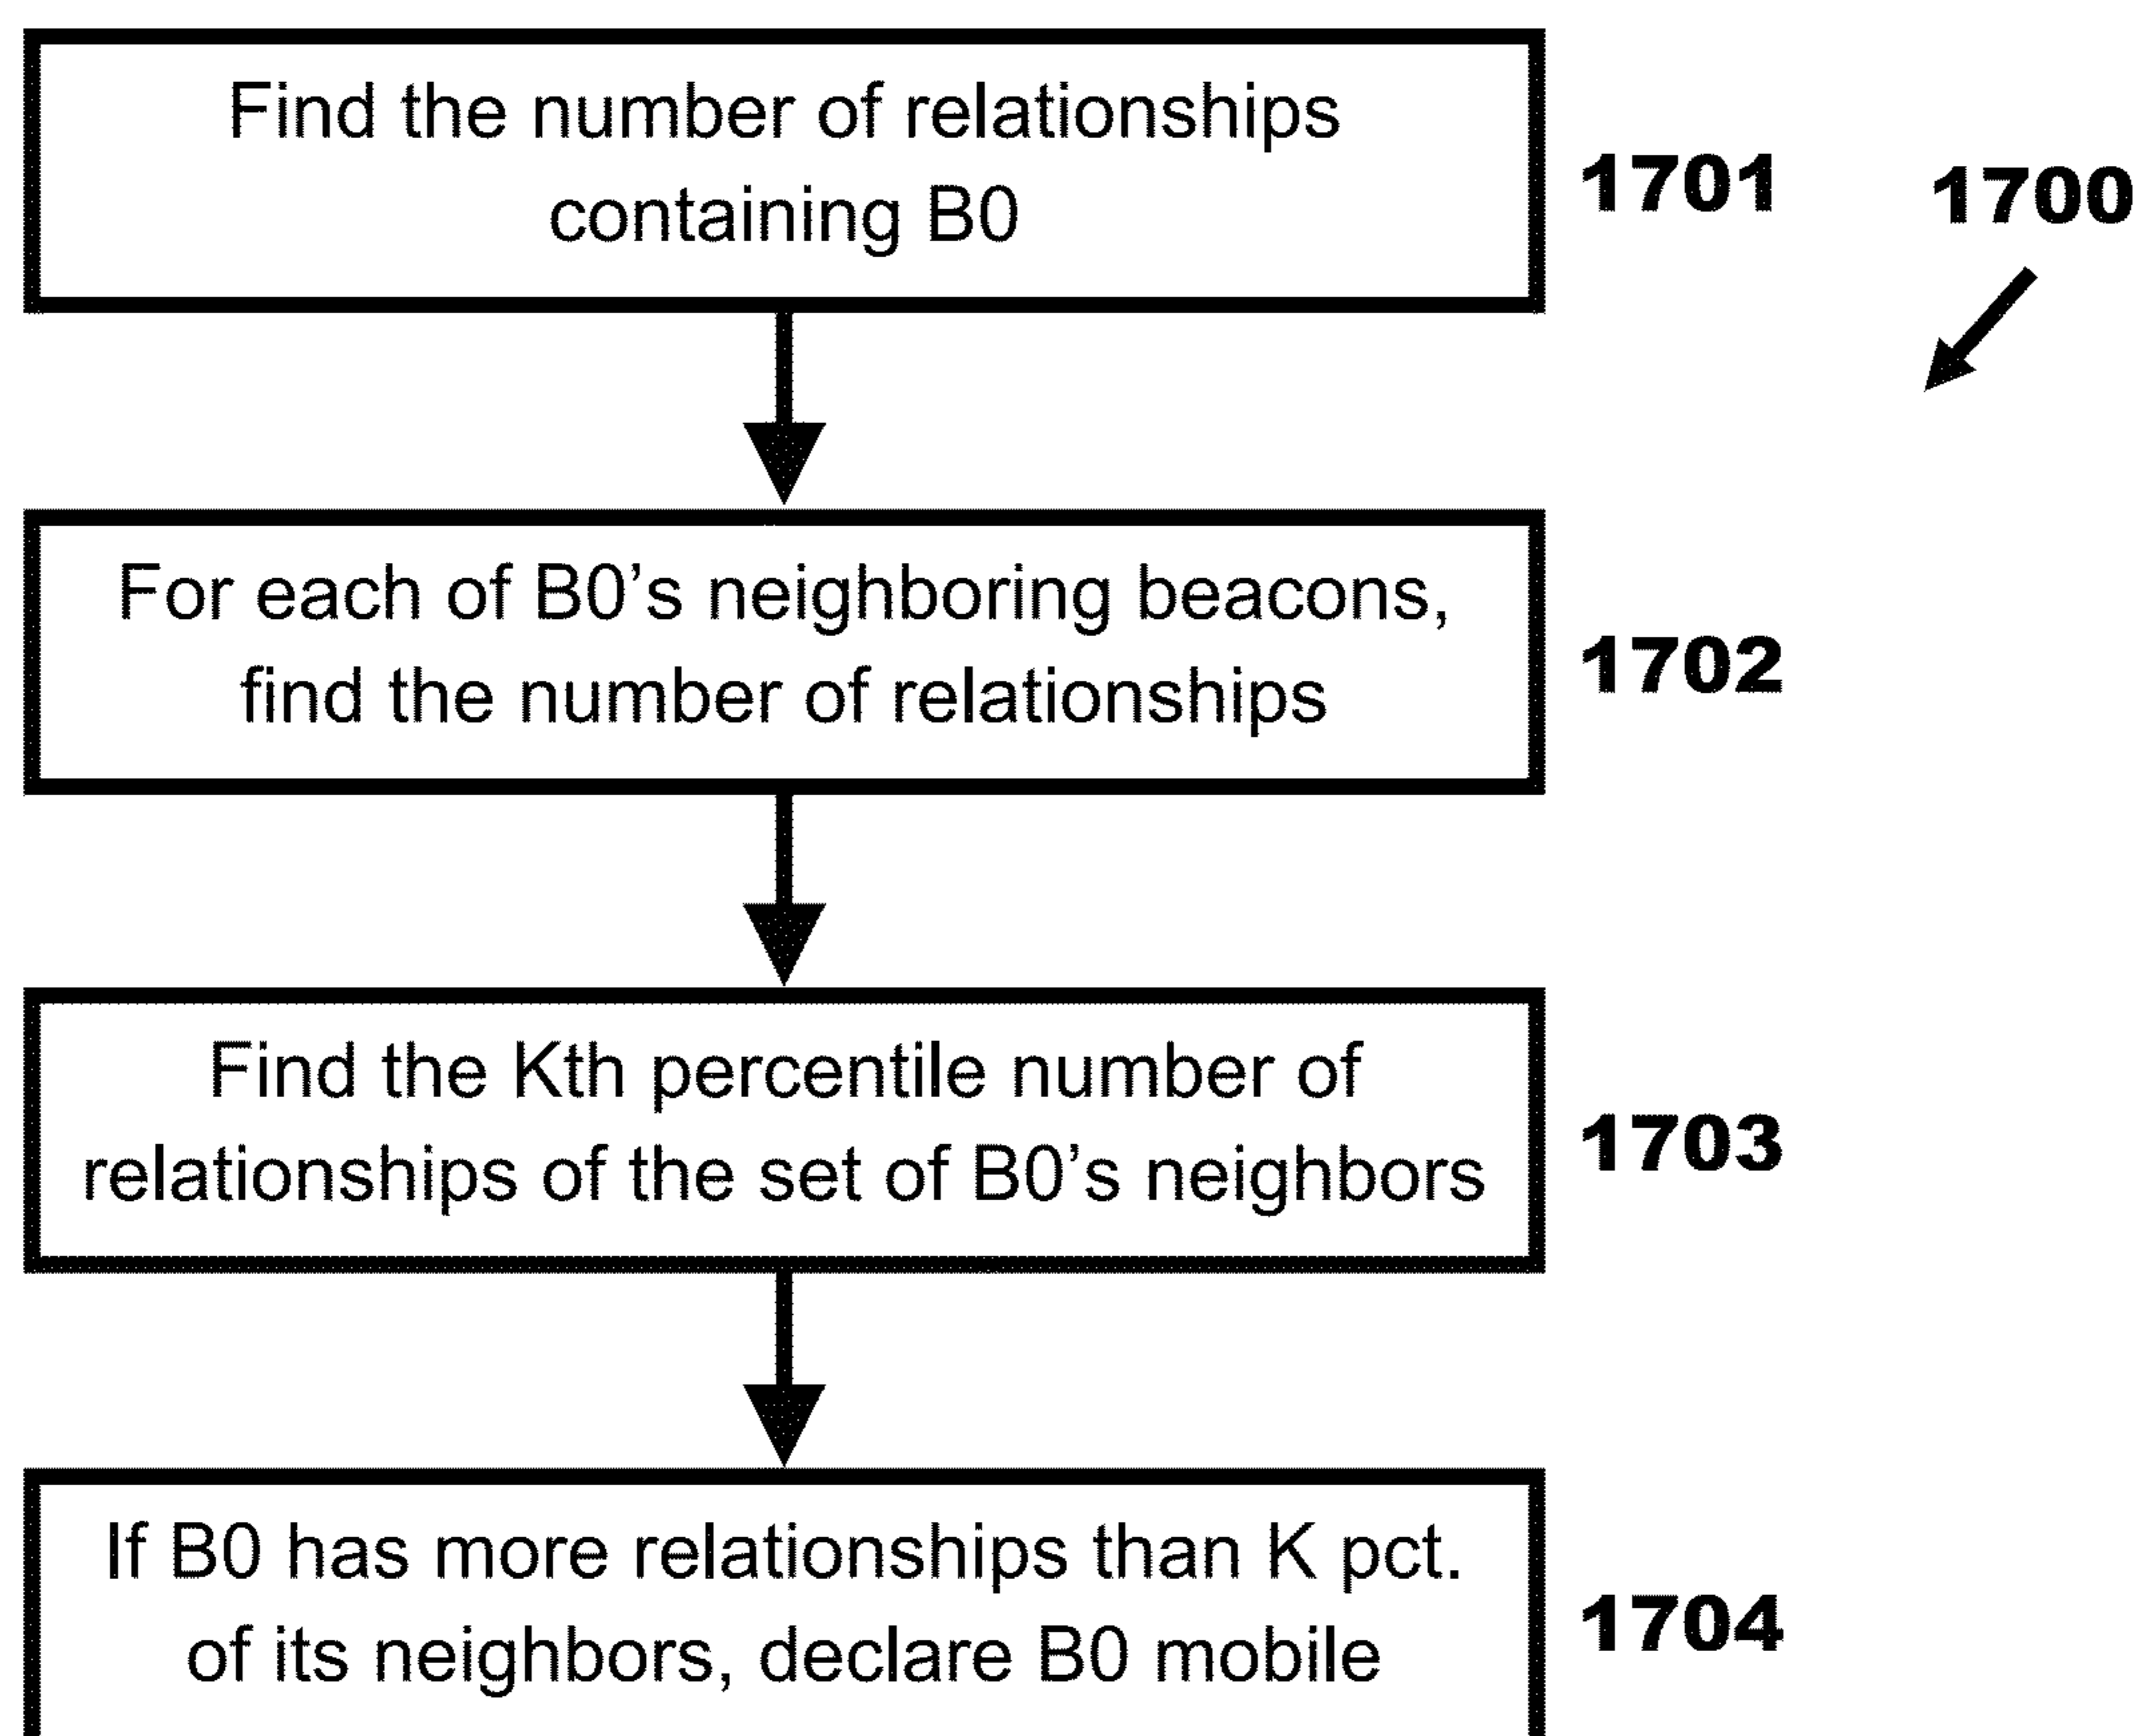 Find the number of relationships
containing B0
1701
1700
For each of B0’s neighboring beacons,
find the number of relationships
1702
Find the Kth percentile number of
relationships of the set of B0’s neighbors
1703
If B0 has more relationships than K pct.
of its neighbors, declare B0 mobile
1704